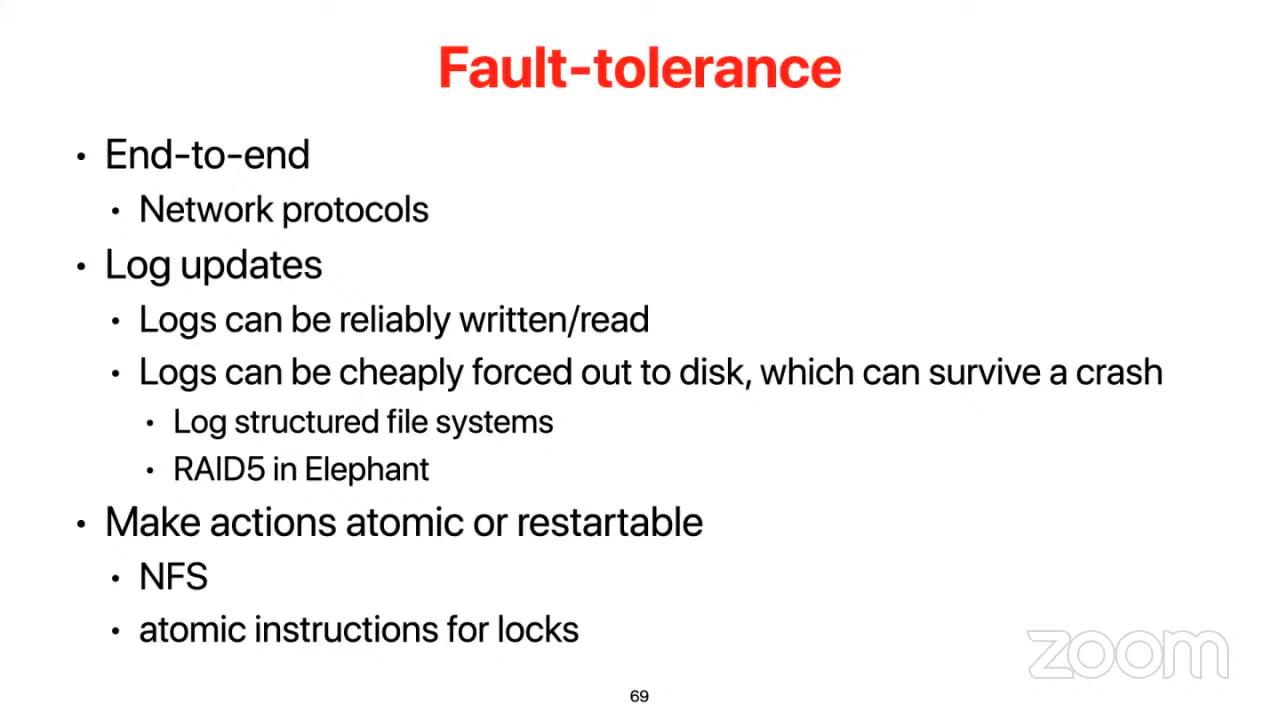 Fault-tolerance
• End-to-end
• Network protocols
• Log updates
• Logs can be reliably written/read
• Logs can be cheaply forced out to disk, which can survive a crash
• Log structured file systems
• RAID5 in Elephant
• Make actions atomic or restartable
• NFS
• atomic instructions for locks
zoom
69